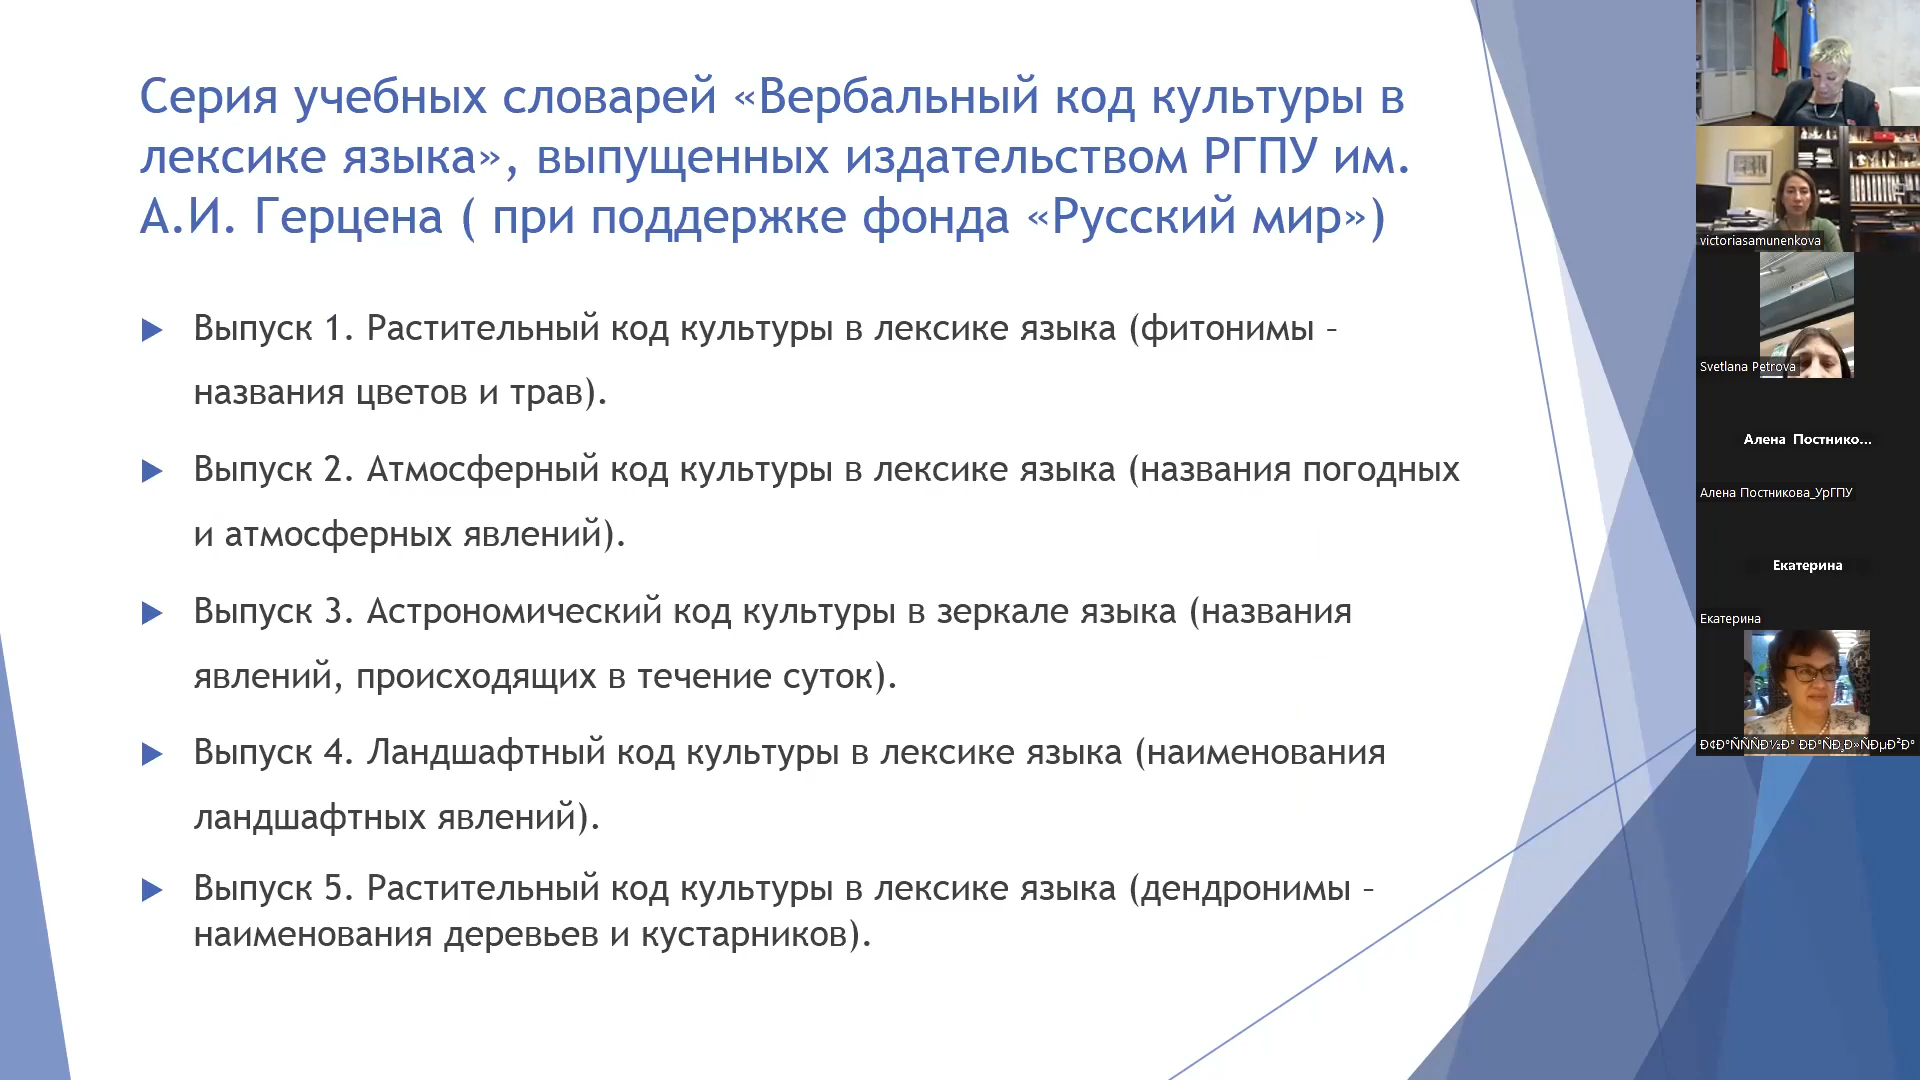 Серия учебных словарей «Вербальный код культуры в
лексике языка», выпущенных издательством РГПУ им.
А.И. Герцена ( при поддержке фонда «Русский мир»)
Выпуск 1. Растительный код культуры в лексике языка (фитонимы –
названия цветов и трав).
Выпуск 2. Атмосферный код культуры в лексике языка (названия погодных
и атмосферных явлений).
Выпуск 3. Астрономический код культуры в зеркале языка (названия
явлений, происходящих в течение суток).
Выпуск 4. Ландшафтный код культуры в лексике языка (наименования
ландшафтных явлений).
Выпуск 5. Растительный код культуры в лексике языка (дендронимы –
наименования деревьев и кустарников).
victoriasamunenkova
Svetlana Petrova
Алена Постнико...
Алена Постникова_УрГПУ
Екатерина
Екатерина